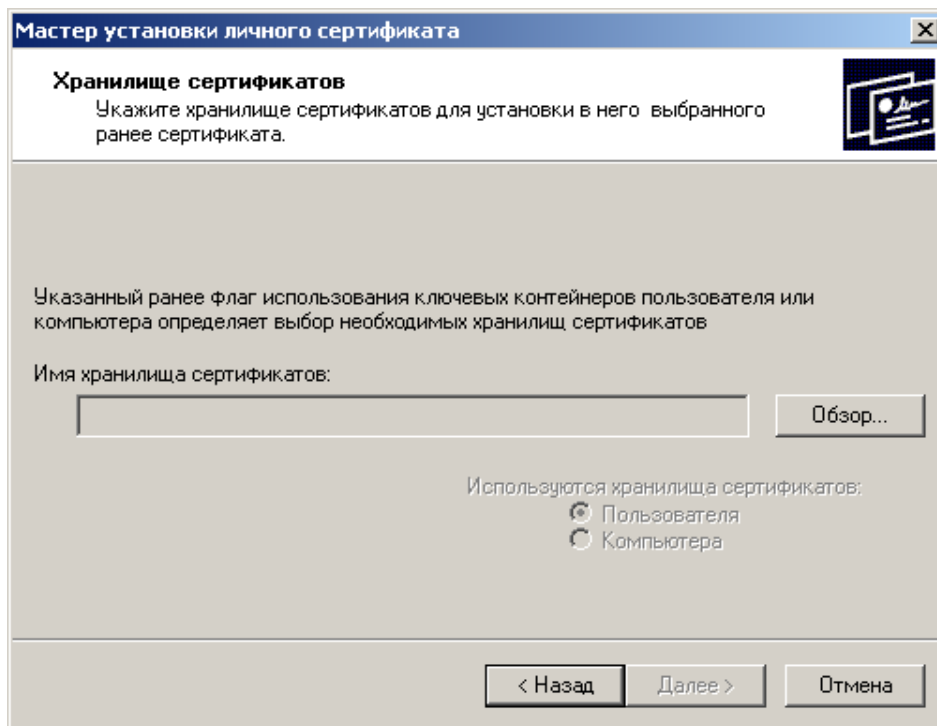 Мастер установки личного сертификата
Хранилище сертификатов
Укажите хранилище сертификатов для установки в него выбранного
ранее сертификата.
Указанный ранее флаг использования ключевых контейнеров пользователя или
компьютера определяет выбор необходимых хранилищ сертификатов
Имя хранилища сертификатов:
Обзор...
Используются хранилища сертификатов:
Пользователя
Компьютера
< Назад
Далее >
Отмена